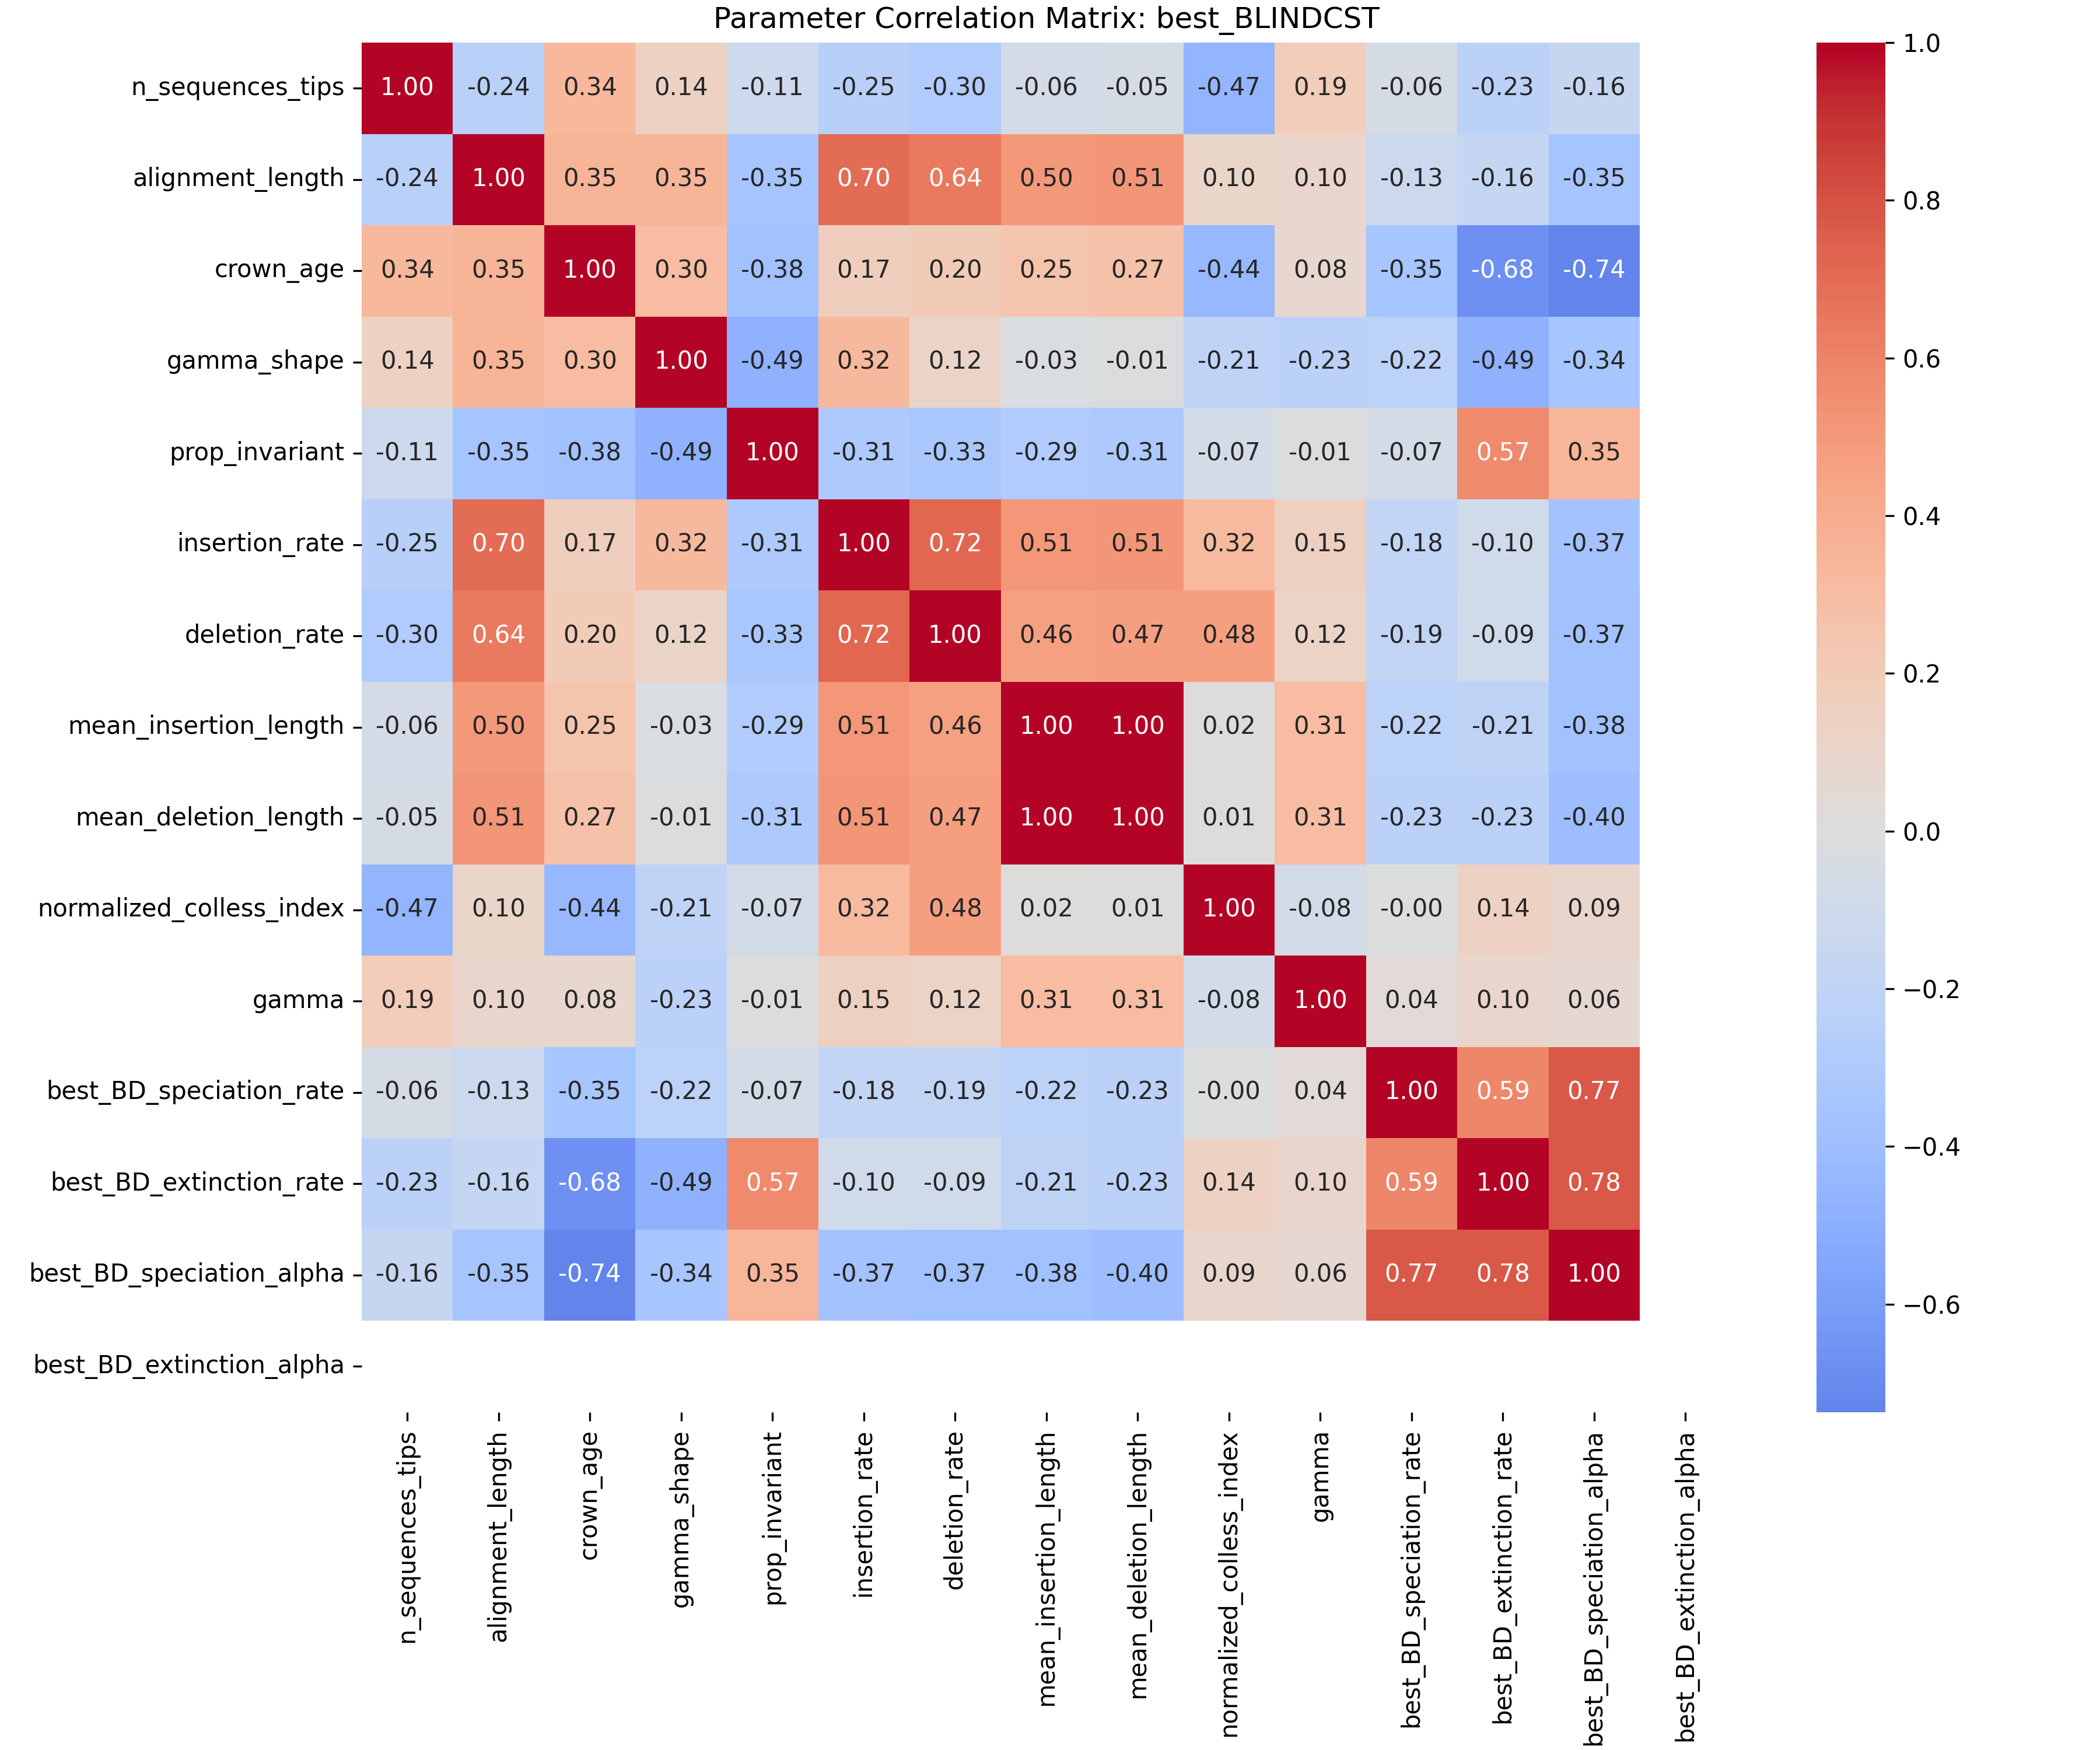 Parameter Correlation Matrix: best_BLINDCST
n_sequences_tips 1.00 -0.24 0.34 0.14 -0.11 -0.25 -0.30 -0.06 -0.05 -0.47 0.19 -0.06 -0.23 -0.16
alignment_length -0.24 1.00 0.35 0.35 -0.35 0.70 0.64 0.50 0.51 0.10 0.10 -0.13 -0.16 -0.35
crown_age 0.34 0.35 1.00 0.30 -0.38 0.17 0.20 0.25 0.27 -0.44 0.08 -0.35 -0.68 -0.74
gamma_shape 0.14 0.35 0.30 1.00 -0.49 0.32 0.12 -0.03 -0.01 -0.21 -0.23 -0.22 -0.49 -0.34
prop_invariant -0.11 -0.35 -0.38 -0.49 1.00 -0.31 -0.33 -0.29 -0.31 -0.07 -0.01 -0.07 0.57 0.35
insertion_rate -0.25 0.70 0.17 0.32 -0.31 1.00 0.72 0.51 0.51 0.32 0.15 -0.18 -0.10 -0.37
deletion_rate -0.30 0.64 0.20 0.12 -0.33 0.72 1.00 0.46 0.47 0.48 0.12 -0.19 -0.09 -0.37
mean_insertion_length -0.06 0.50 0.25 -0.03 -0.29 0.51 0.46 1.00 1.00 0.02 0.31 -0.22 -0.21 -0.38
mean_deletion_length -0.05 0.51 0.27 -0.01 -0.31 0.51 0.47 1.00 1.00 0.01 0.31 -0.23 -0.23 -0.40
normalized_colless_index -0.47 0.10 -0.44 -0.21 -0.07 0.32 0.48 0.02 0.01 1.00 -0.08 -0.00 0.14 0.09
gamma 0.19 0.10 0.08 -0.23 -0.01 0.15 0.12 0.31 0.31 -0.08 1.00 0.04 0.10 0.06
best_BD_speciation_rate -0.06 -0.13 -0.35 -0.22 -0.07 -0.18 -0.19 -0.22 -0.23 -0.00 0.04 1.00 0.59 0.77
best_BD_extinction_rate -0.23 -0.16 -0.68 -0.49 0.57 -0.10 -0.09 -0.21 -0.23 0.14 0.10 0.59 1.00 0.78
best_BD_speciation_alpha -0.16 -0.35 -0.74 -0.34 0.35 -0.37 -0.37 -0.38 -0.40 0.09 0.06 0.77 0.78 1.00
best_BD_extinction_alpha
n_sequences_tips
alignment_length
crown_age
gamma_shape
prop_invariant
insertion_rate
deletion_rate
mean_insertion_length
mean_deletion_length
normalized_colless_index
gamma
best_BD_speciation_rate
best_BD_extinction_rate
best_BD_speciation_alpha
best_BD_extinction_alpha
1.0
0.8
0.6
0.4
0.2
0.0
−0.2
−0.4
−0.6